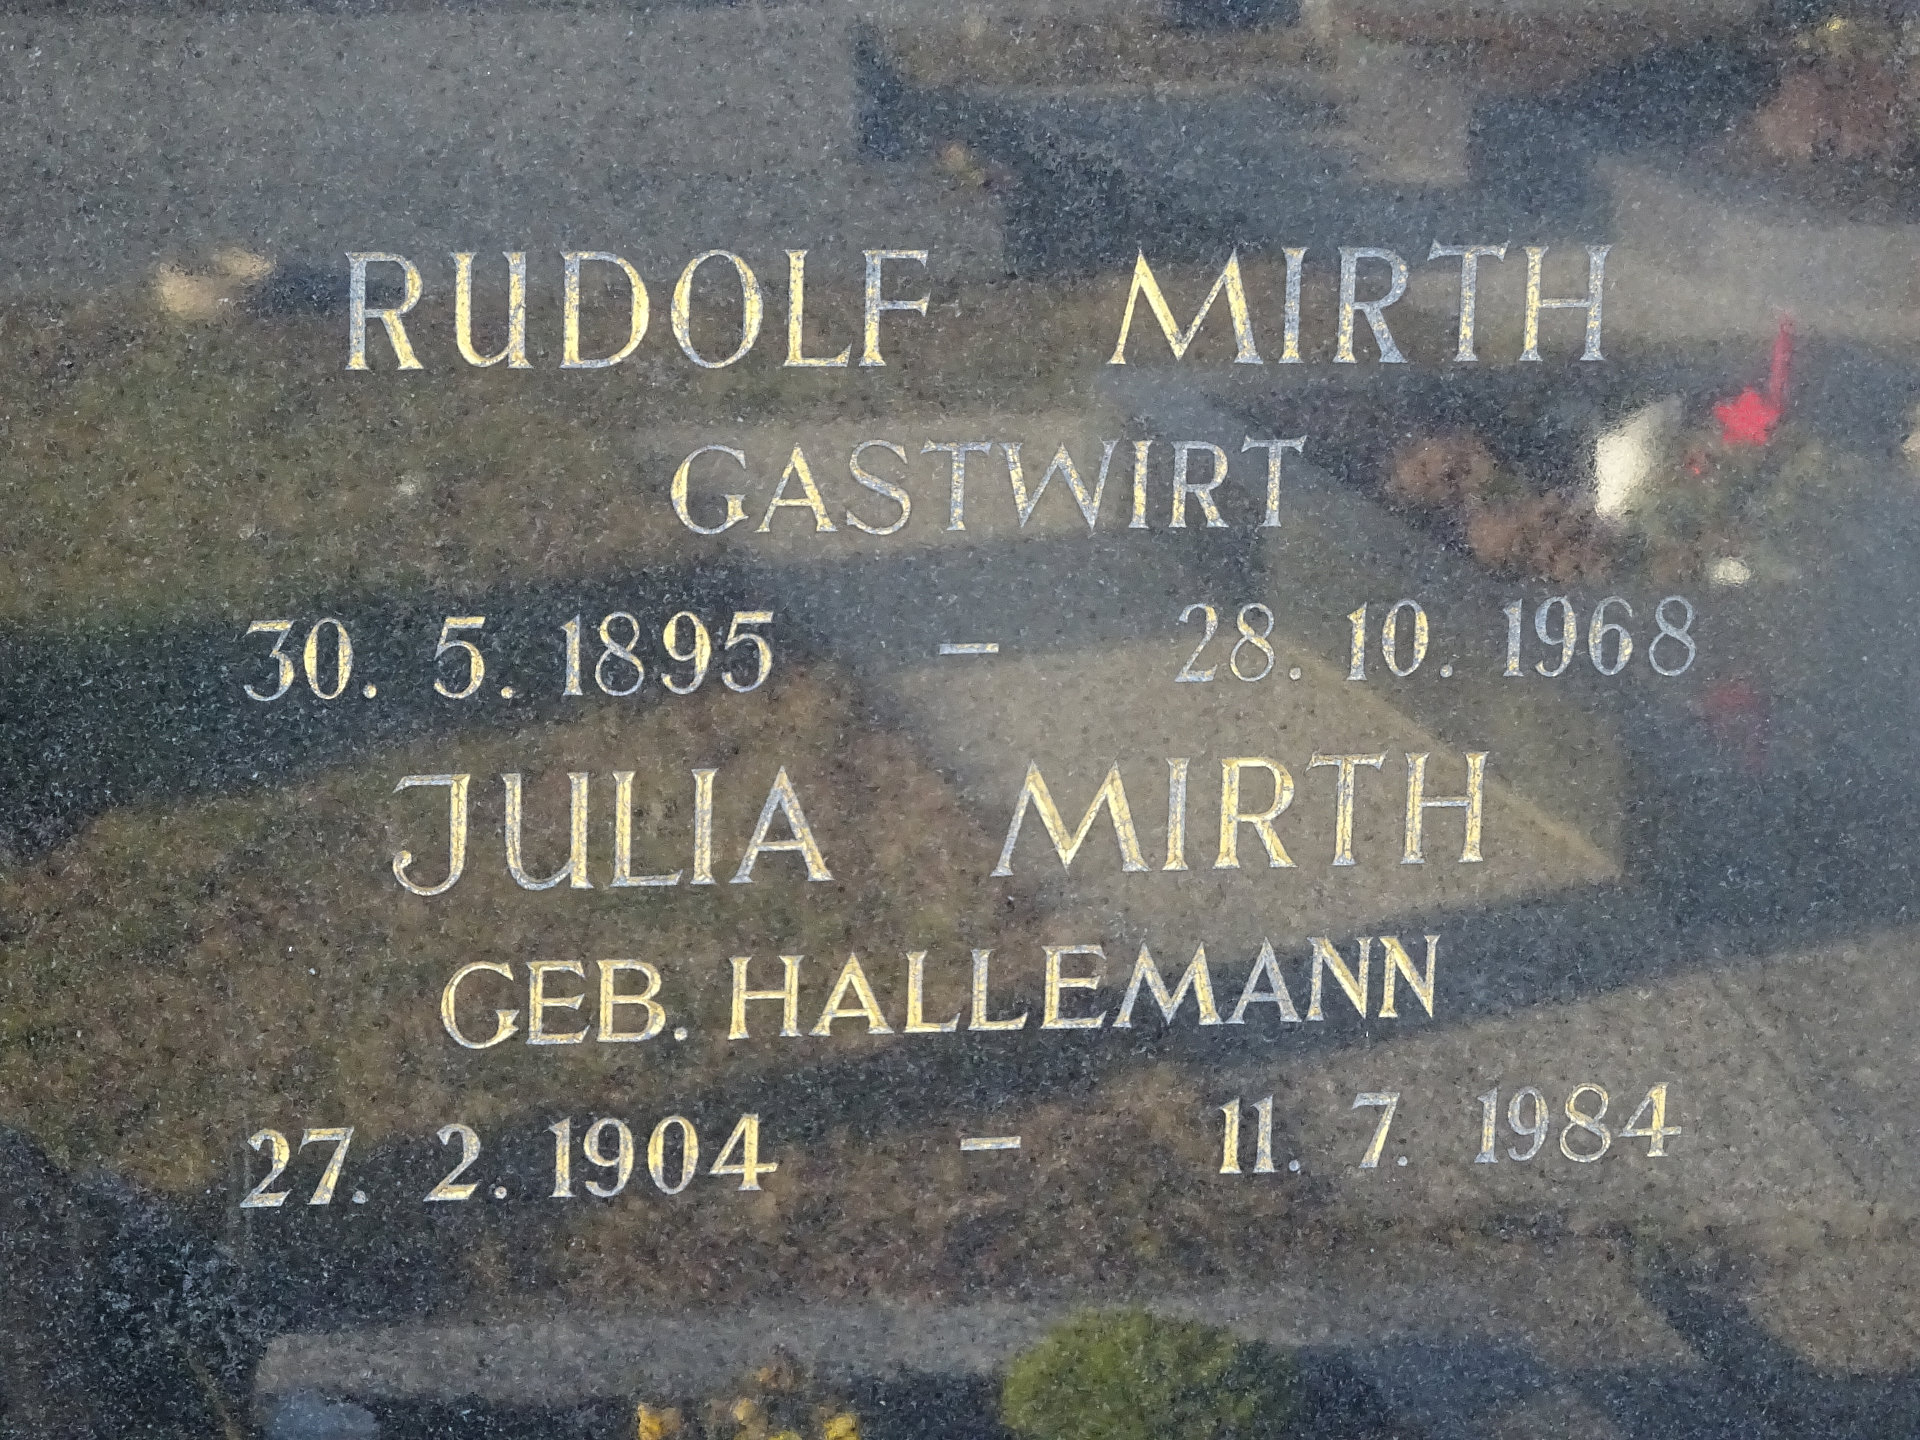 RUDOLF MIRTH
GASTWIRT
30. 5. 1895 – 28. 10. 1968
JULIA MIRTH
GEB. HALLEMANN
27. 2. 1904 – 11. 7. 1984